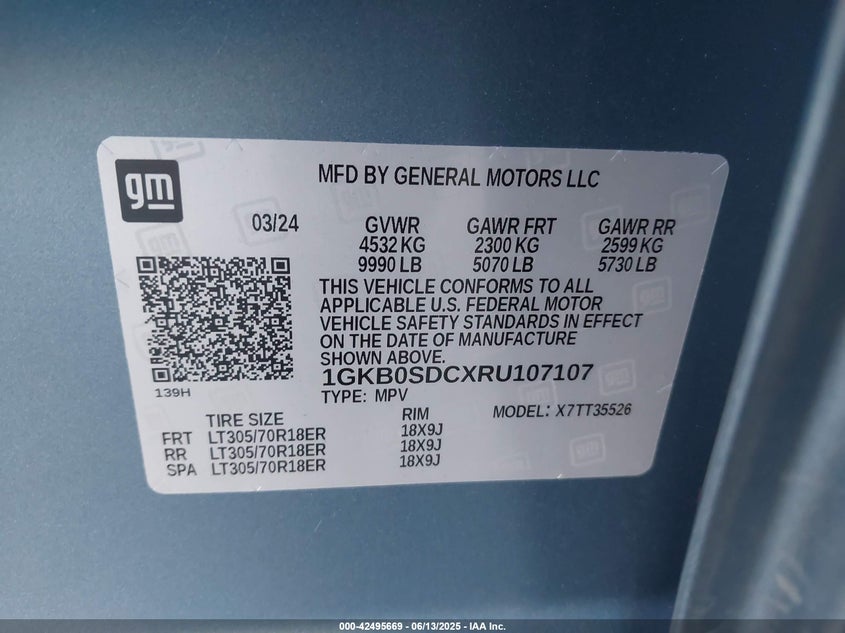 gm
MFD BY GENERAL MOTORS LLC
03/24 GVWR GAWR FRT GAWR RR
4532 KG 2300 KG 2599 KG
9990 LB 5070 LB 5730 LB
THIS VEHICLE CONFORMS TO ALL
APPLICABLE U.S. FEDERAL MOTOR
VEHICLE SAFETY STANDARDS IN EFFECT
ON THE DATE OF MANUFACTURE
SHOWN ABOVE.
1GKB0SDCXRU107107
139H
TYPE: MPV MODEL: X7TT35526
TIRE SIZE RIM
FRT LT305/70R18ER 18X9J
RR LT305/70R18ER 18X9J
SPA LT305/70R18ER 18X9J
000-42495669 - 06/13/2025 - IAA Inc.